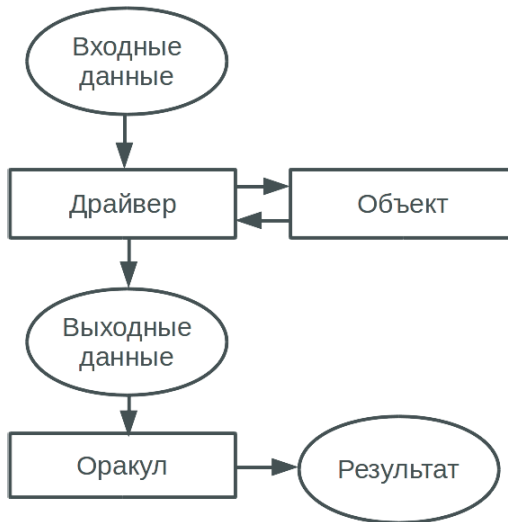 Входные
данные
Драйвер
Объект
Выходные
данные
Оракул
Результат